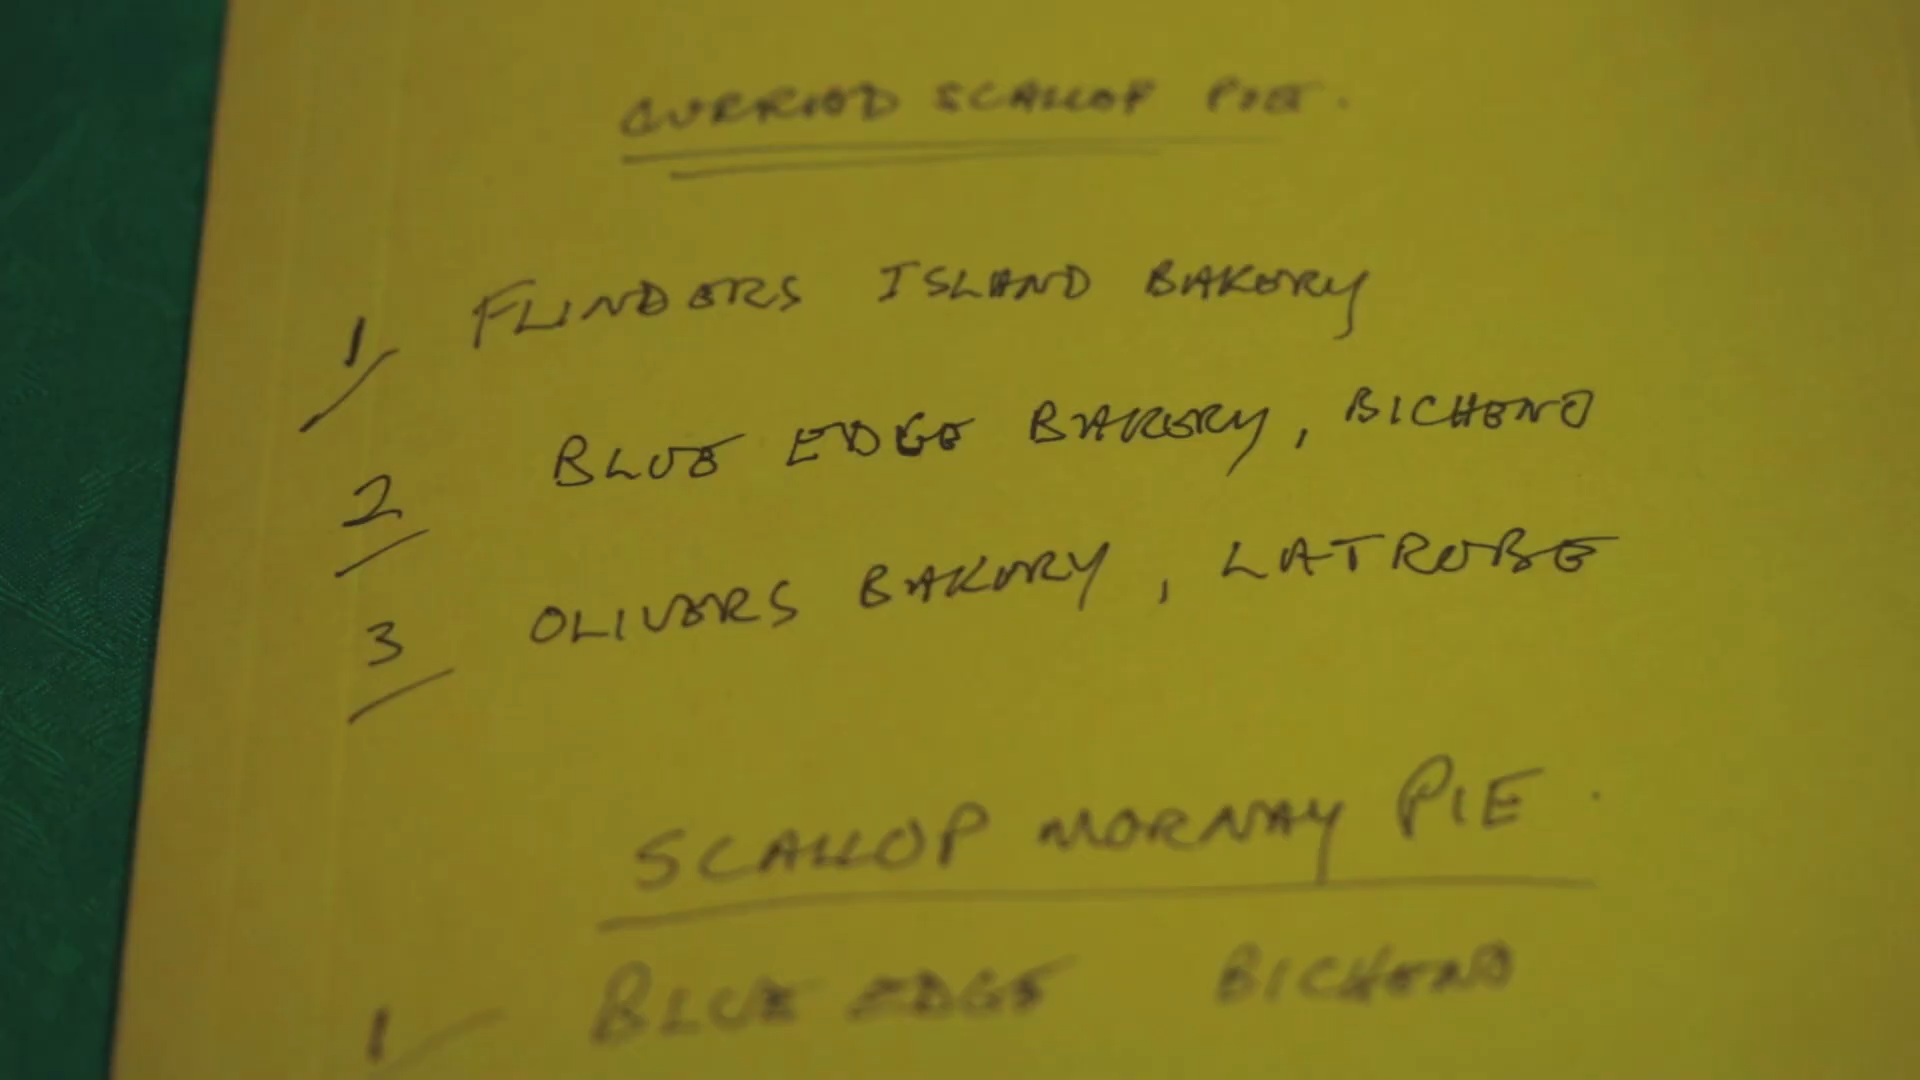 CURRIED SCALLOP PIE.
1 FLINDERS ISLAND BAKERY
2 BLUE EDGE BAKERY, BICHENO
3 OLIVERS BAKERY, LATROBE
SCALLOP MORNAY PIE.
1 BLUE EDGE BICHENO